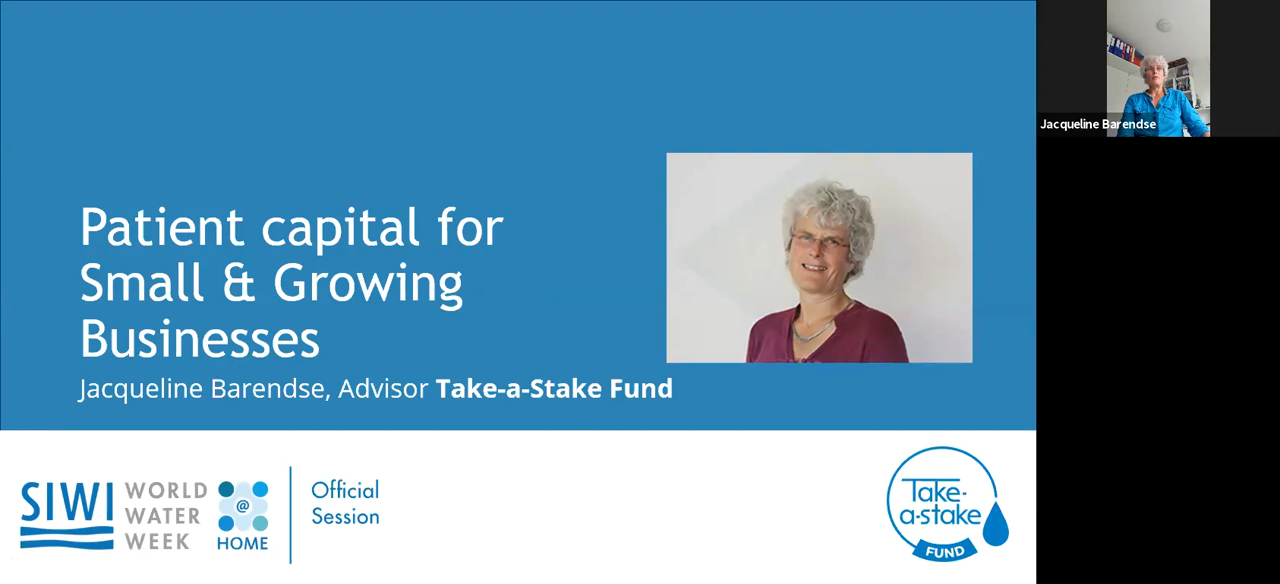 Patient capital for
Small & Growing
Businesses
Jacqueline Barendse, Advisor Take-a-Stake Fund
SIWI
WORLD
WATER
WEEK
@
HOME
Official
Session
Take-
a-stake
FUND
Jacqueline Barendse